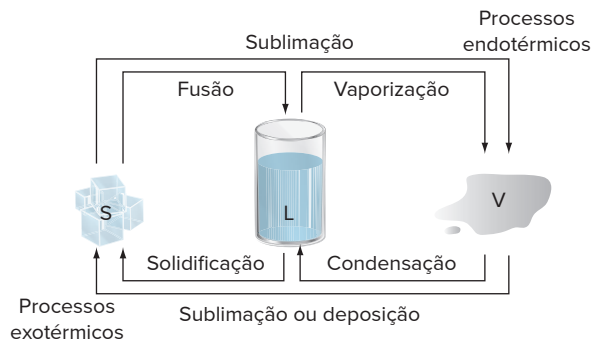 Processos
endotérmicos
Sublimação
Fusão
Vaporização
S
L
V
Solidificação
Condensação
Processos
exotérmicos
Sublimação ou deposição